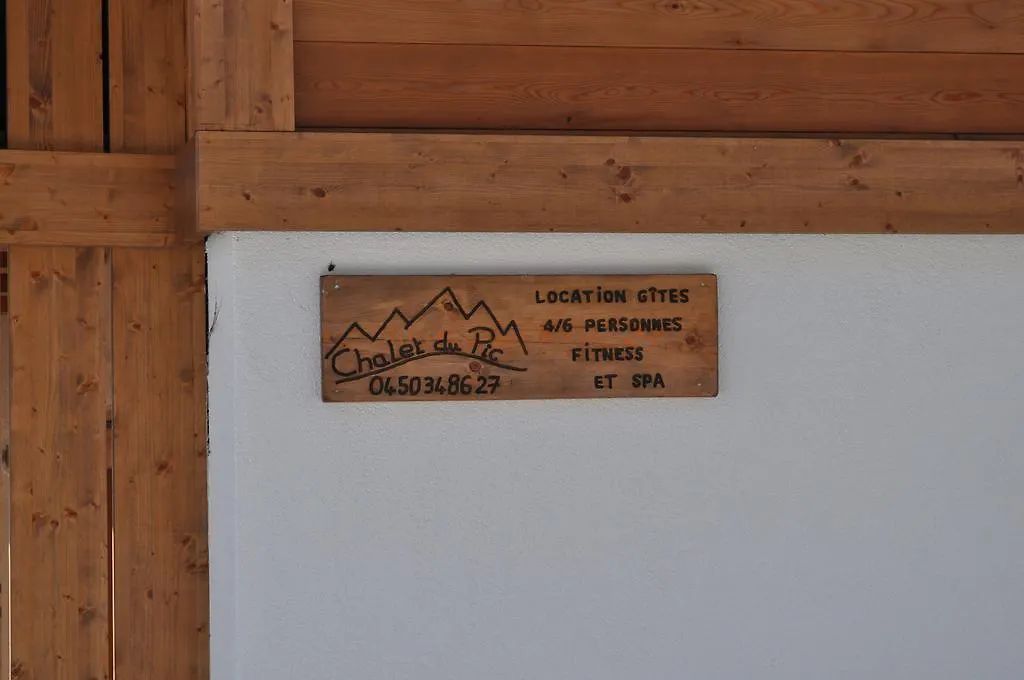 Chalet du Pic
0450348627
LOCATION GÎTES
4/6 PERSONNES
FITNESS
ET SPA